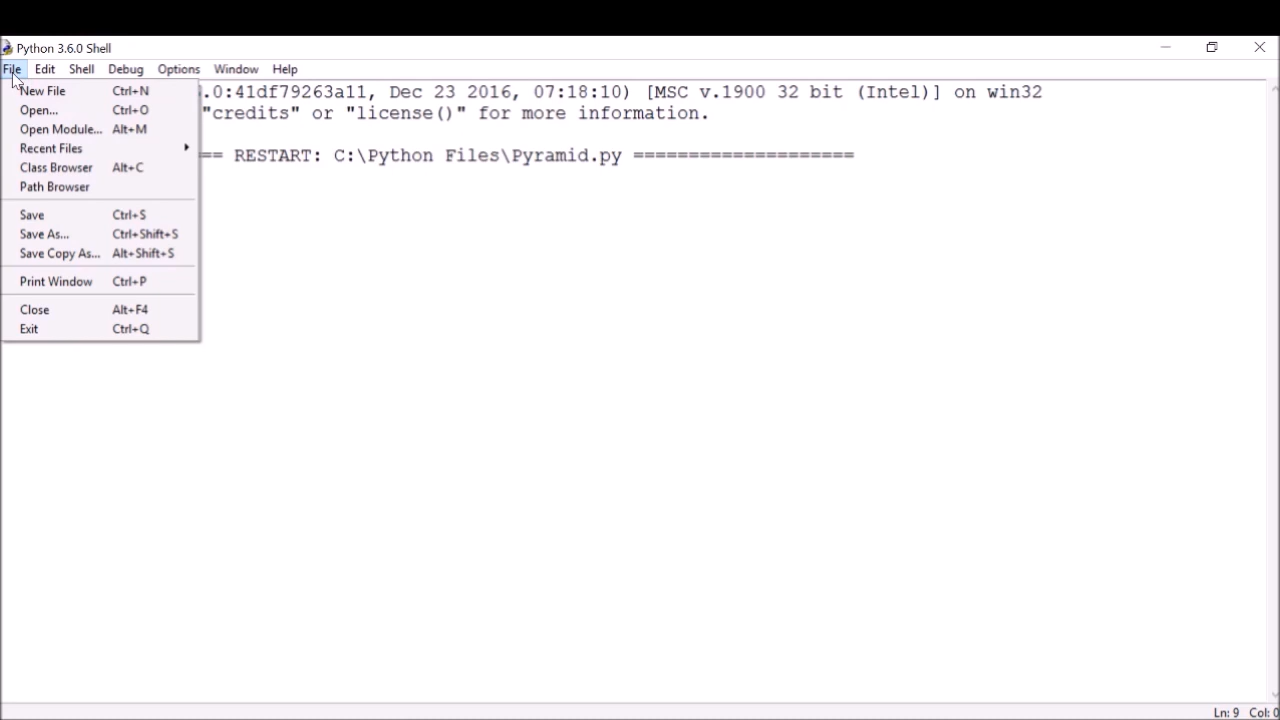 Python 3.6.0 Shell
File Edit Shell Debug Options Window Help
New File Ctrl+N
Open... Ctrl+O
Open Module... Alt+M
Recent Files
Class Browser Alt+C
Path Browser
Save Ctrl+S
Save As... Ctrl+Shift+S
Save Copy As... Alt+Shift+S
Print Window Ctrl+P
Close Alt+F4
Exit Ctrl+Q
.0:41df79263a11, Dec 23 2016, 07:18:10) [MSC v.1900 32 bit (Intel)] on win32
"credits" or "license()" for more information.
== RESTART: C:\Python Files\Pyramid.py ====================
Ln: 9 Col: 0